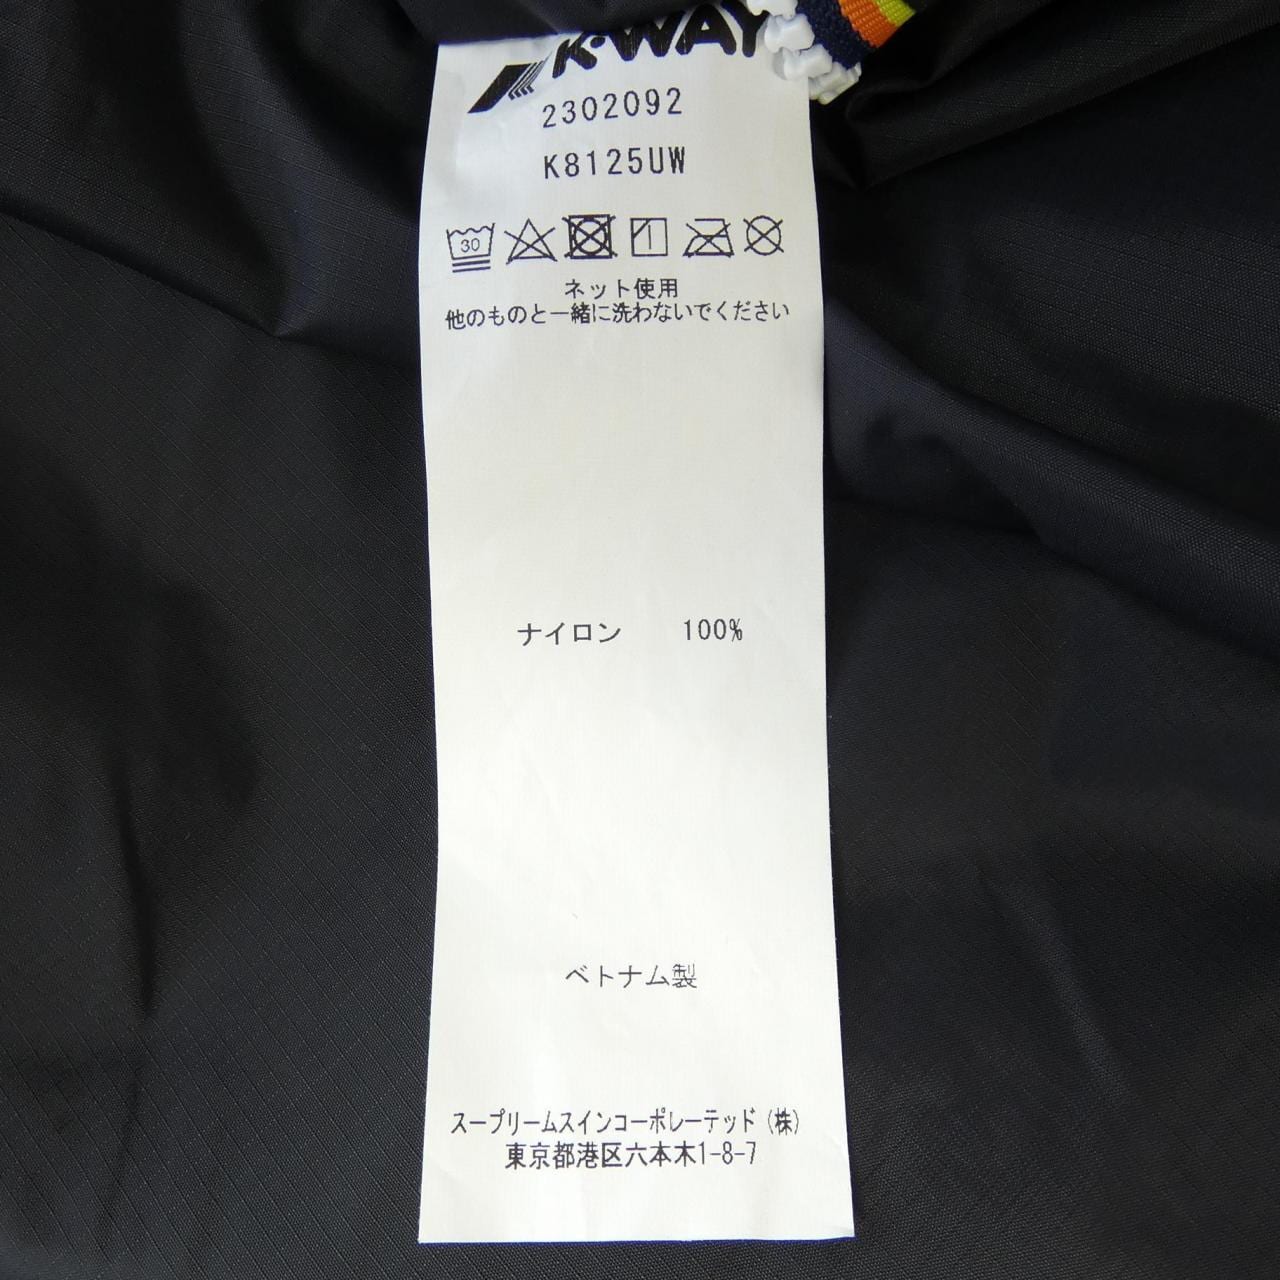 K-WAY
2302092
K8125UW
30
ネット使用
他のものと一緒に洗わないでください
ナイロン 100%
ベトナム製
スープリームスインコーポレーテッド(株)
東京都港区六本木1-8-7